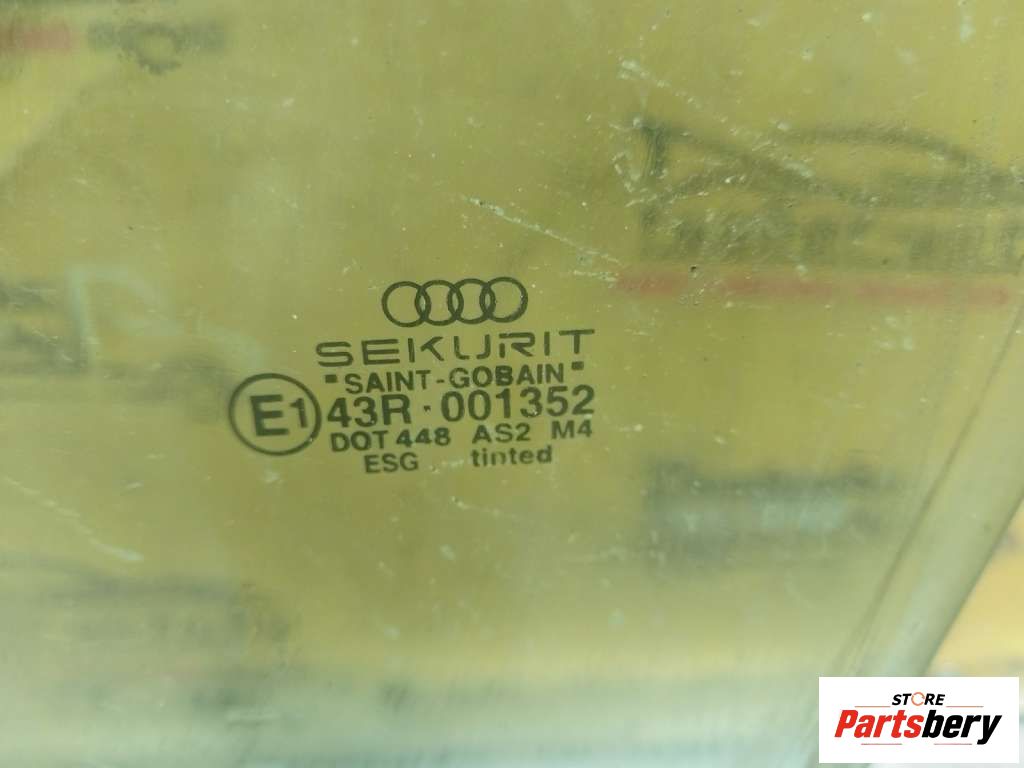 SEKURIT
"SAINT-GOBAIN"
E1 43R · 001352
DOT 448 AS2 M4
ESG tinted
STORE
Partsbery